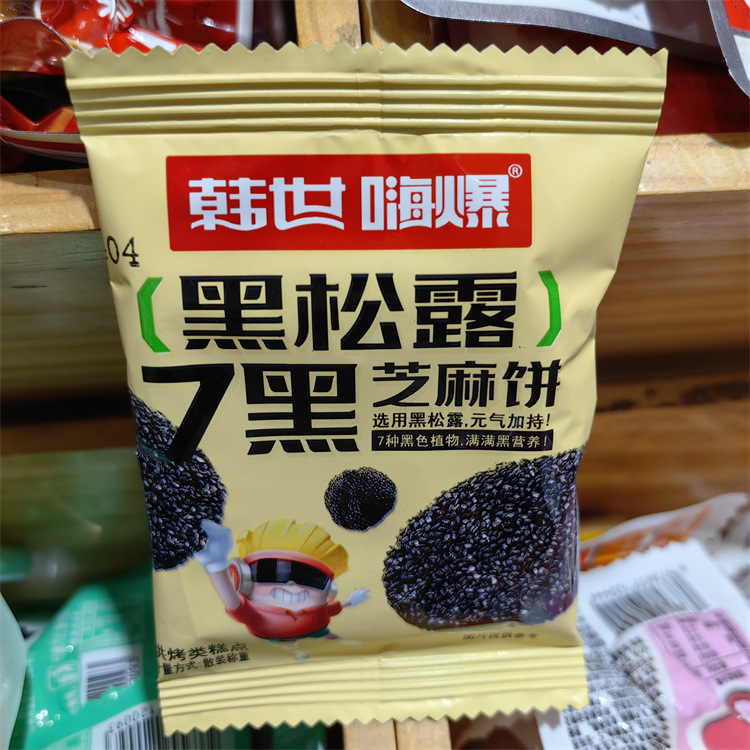 韩世 嗨爆®
04
(黑松露)
7黑芝麻饼
选用黑松露,元气加持!
7种黑色植物,满满黑营养!
图片仅供参考
烘烤类糕点
量方式:散装称量